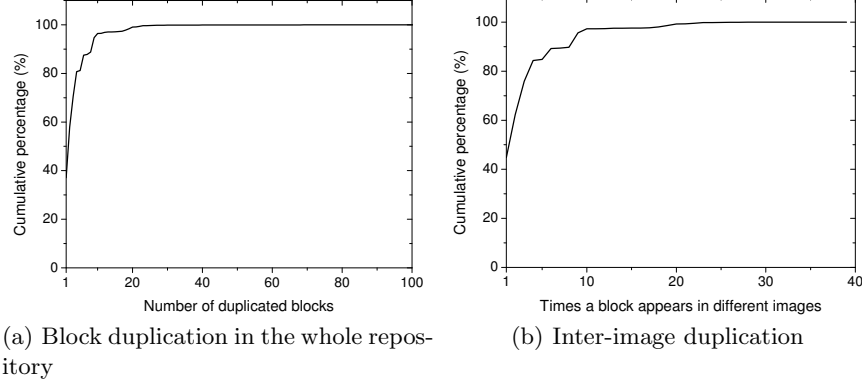 100
80
60
40
20
0
Cumulative percentage (%)
1 20 40 60 80 100
Number of duplicated blocks
(a) Block duplication in the whole repos-
itory
100
80
60
40
20
0
Cumulative percentage (%)
1 10 20 30 40
Times a block appears in different images
(b) Inter-image duplication